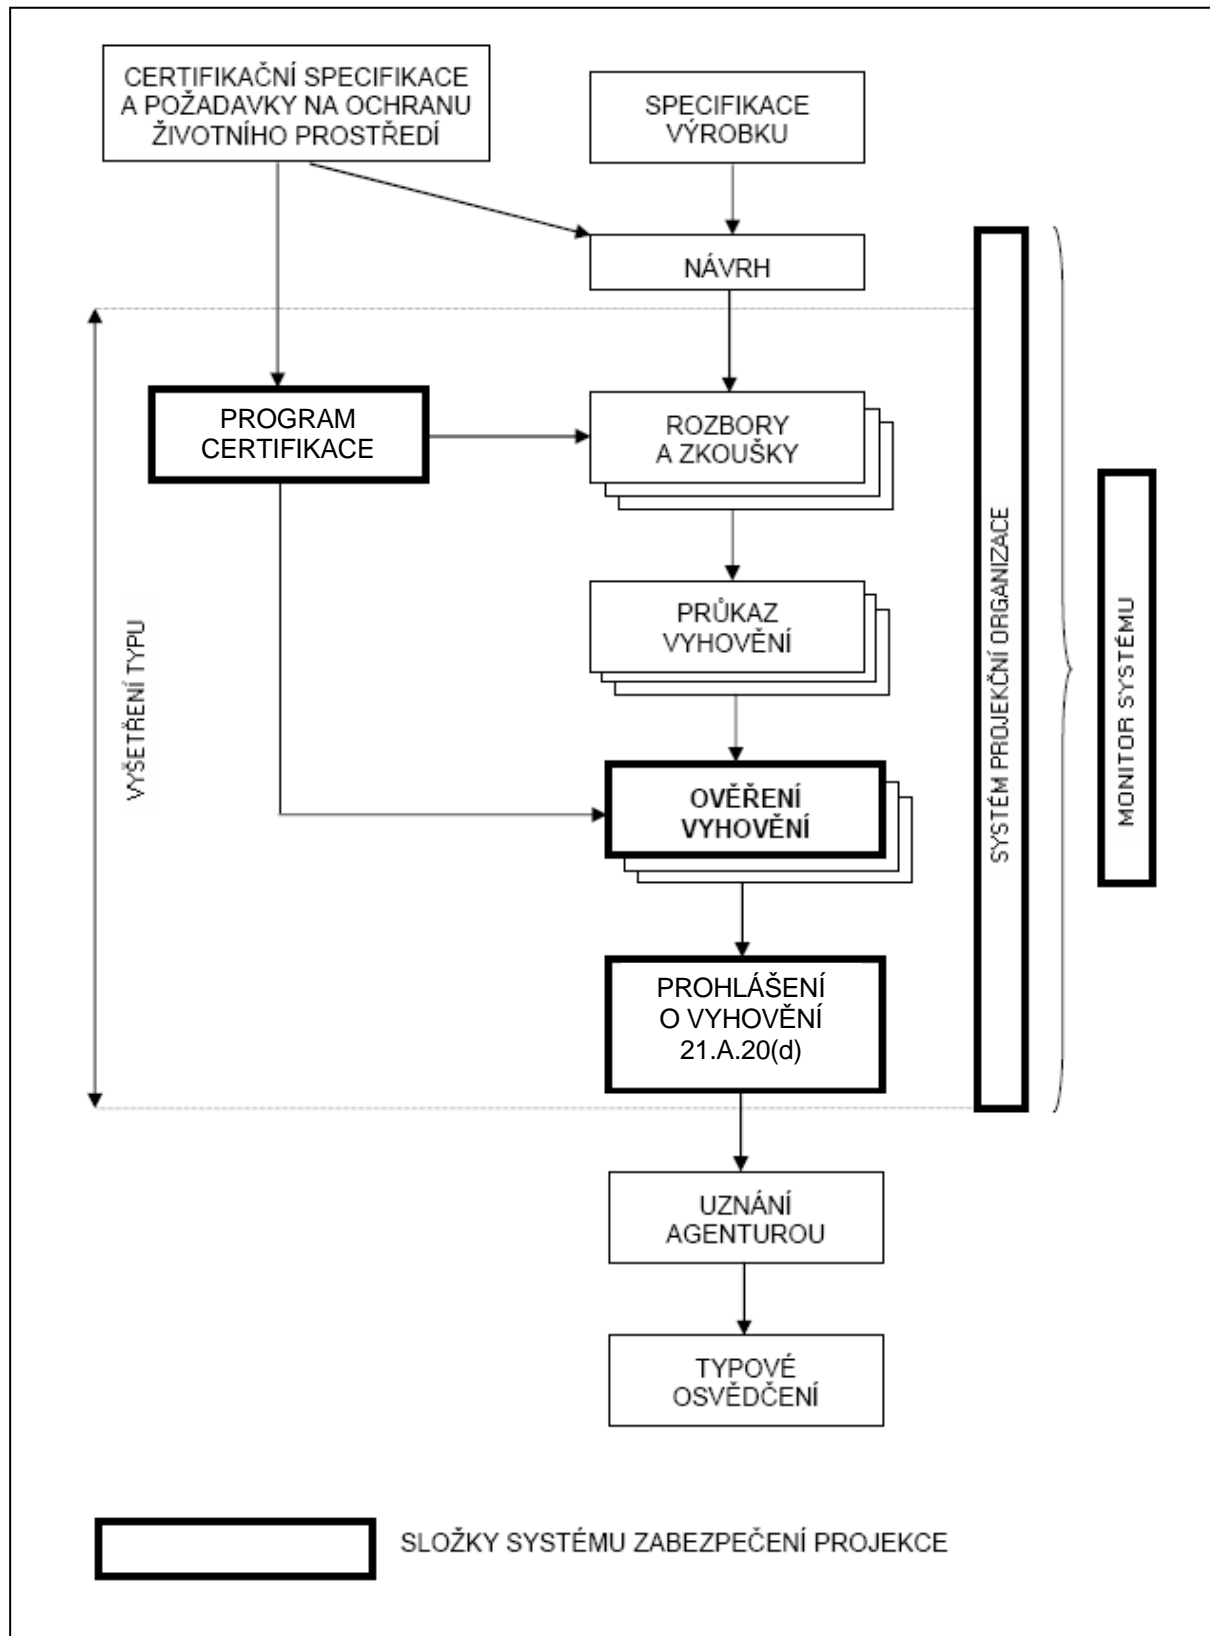 CERTIFIKAČNÍ SPECIFIKACE
A POŽADAVKY NA OCHRANU
ŽIVOTNÍHO PROSTŘEDÍ
SPECIFIKACE
VÝROBKU
NÁVRH
PROGRAM
CERTIFIKACE
ROZBORY
A ZKOUŠKY
PRŮKAZ
VYHOVĚNÍ
VYŠETŘENÍ TYPU
OVĚŘENÍ
VYHOVĚNÍ
SYSTÉM PROJEKČNÍ ORGANIZACE
MONITOR SYSTÉMU
PROHLÁŠENÍ
O VYHOVĚNÍ
21.A.20(d)
UZNÁNÍ
AGENTUROU
TYPOVÉ
OSVĚDČENÍ
SLOŽKY SYSTÉMU ZABEZPEČENÍ PROJEKCE